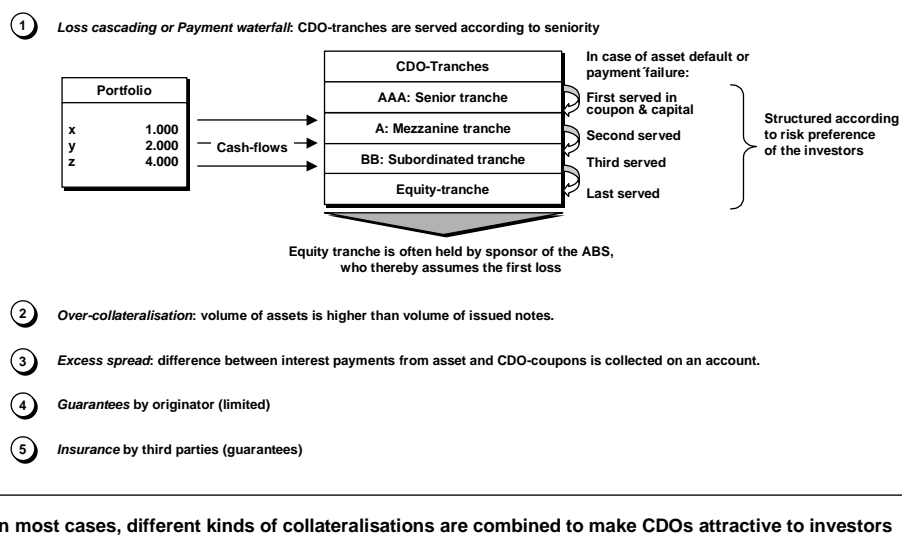 1 Loss cascading or Payment waterfall: CDO-tranches are served according to seniority
Portfolio
x 1.000
y 2.000
z 4.000
Cash-flows
CDO-Tranches
AAA: Senior tranche
A: Mezzanine tranche
BB: Subordinated tranche
Equity-tranche
In case of asset default or
payment´failure:
First served in
coupon & capital
Second served
Third served
Last served
Structured according
to risk preference
of the investors
Equity tranche is often held by sponsor of the ABS,
who thereby assumes the first loss
2 Over-collateralisation: volume of assets is higher than volume of issued notes.
3 Excess spread: difference between interest payments from asset and CDO-coupons is collected on an account.
4 Guarantees by originator (limited)
5 Insurance by third parties (guarantees)
n most cases, different kinds of collateralisations are combined to make CDOs attractive to investors